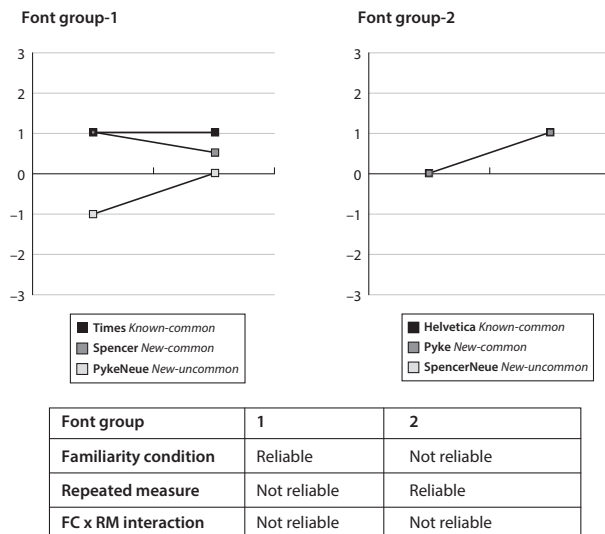 Font group-1
3
2
1
0
–1
–2
–3
Times Known-common
Spencer New-common
PykeNeue New-uncommon
Font group-2
3
2
1
0
–1
–2
–3
Helvetica Known-common
Pyke New-common
SpencerNeue New-uncommon
Font group 1 2
Familiarity condition Reliable Not reliable
Repeated measure Not reliable Reliable
FC x RM interaction Not reliable Not reliable